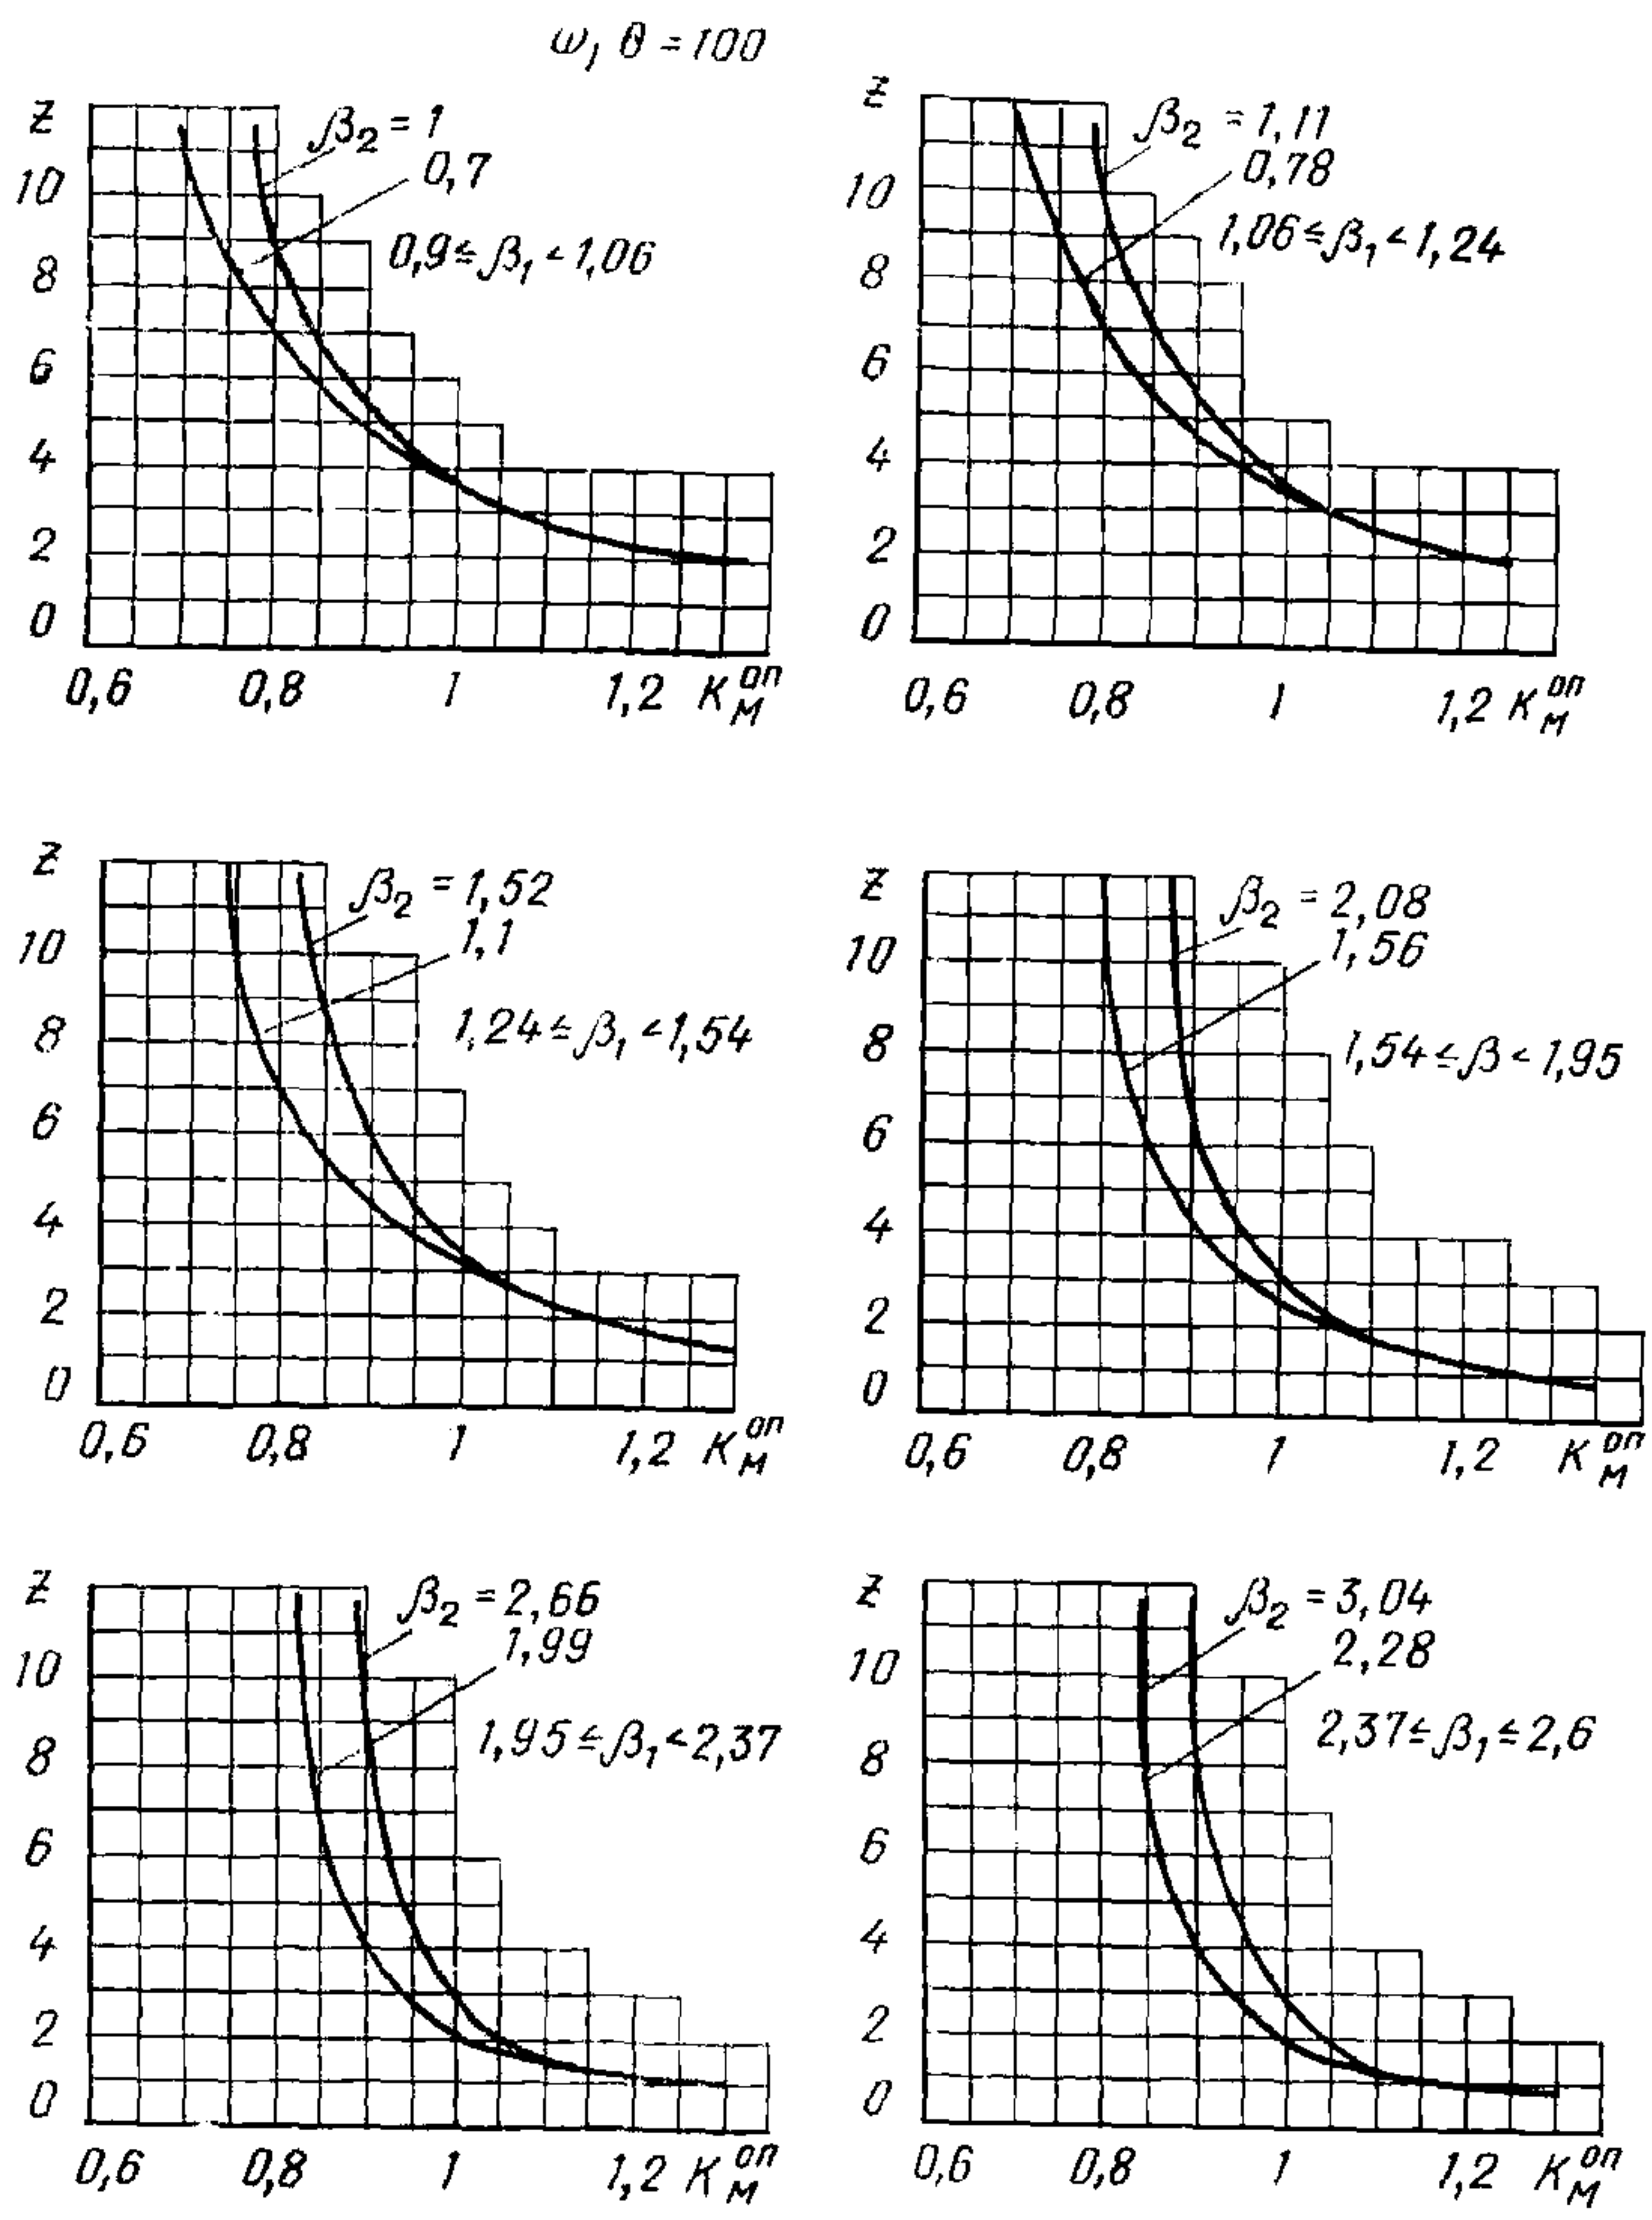 ω, θ = 100
z
β₂ = 1
0,7
0,9 ≤ β₁ < 1,06
10
8
6
4
2
0
0,6 0,8 1 1,2 Kᴍᵒᵖ
z
β₂ = 1,11
0,78
1,06 ≤ β₁ < 1,24
10
8
6
4
2
0
0,6 0,8 1 1,2 K_м^оп
z
β₂ = 1,52
1,1
1,24 ≤ β₁ < 1,54
10
8
6
4
2
0
0,6 0,8 1 1,2 K_м^оп
z
β₂ = 2,08
1,56
1,54 ≤ β < 1,95
10
8
6
4
2
0
0,6 0,8 1 1,2 K_м^оп
z
β₂ = 2,66
1,99
1,95 ≤ β₁ < 2,37
10
8
6
4
2
0
0,6 0,8 1 1,2 K_м^оп
z
β₂ = 3,04
2,28
2,37 ≤ β₁ ≤ 2,6
10
8
6
4
2
0
0,6 0,8 1 1,2 K_м^оп